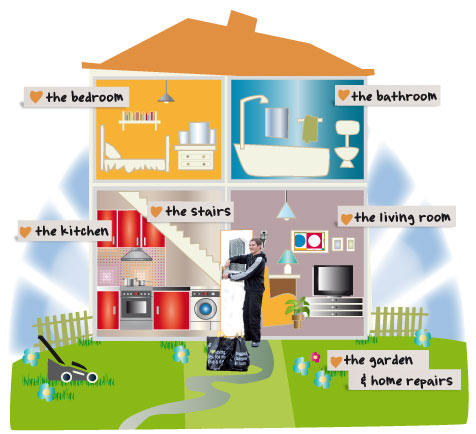 the bedroom
the bathroom
the stairs
the living room
the kitchen
the garden
& home repairs